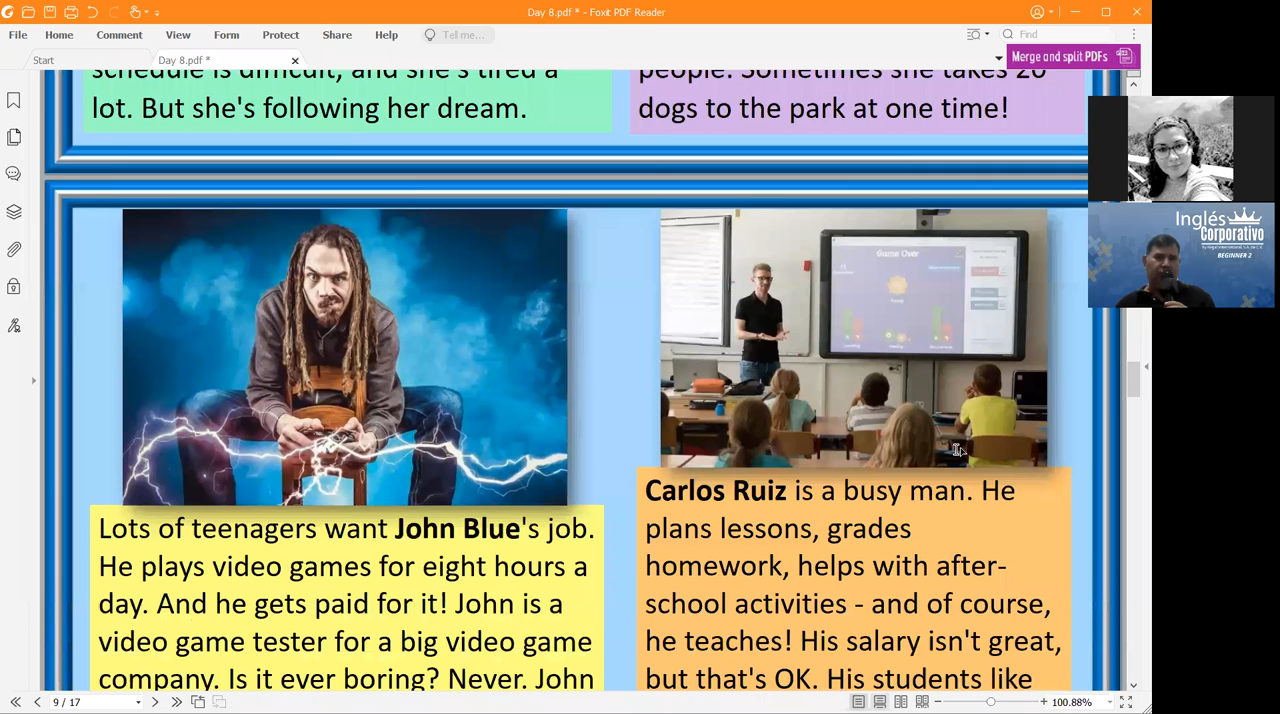 Day 8.pdf * - Foxit PDF Reader
File Home Comment View Form Protect Share Help Tell me... Find
Start Day 8.pdf * Merge and split PDFs
schedule is difficult, and she's tired a
lot. But she's following her dream.
people. Sometimes she takes 20
dogs to the park at one time!
Inglés
Corporativo
BEGINNER 2
Game Over
Lots of teenagers want John Blue's job.
He plays video games for eight hours a
day. And he gets paid for it! John is a
video game tester for a big video game
company. Is it ever boring? Never. John
Carlos Ruiz is a busy man. He
plans lessons, grades
homework, helps with after-
school activities - and of course,
he teaches! His salary isn't great,
but that's OK. His students like
9 / 17
100.88%